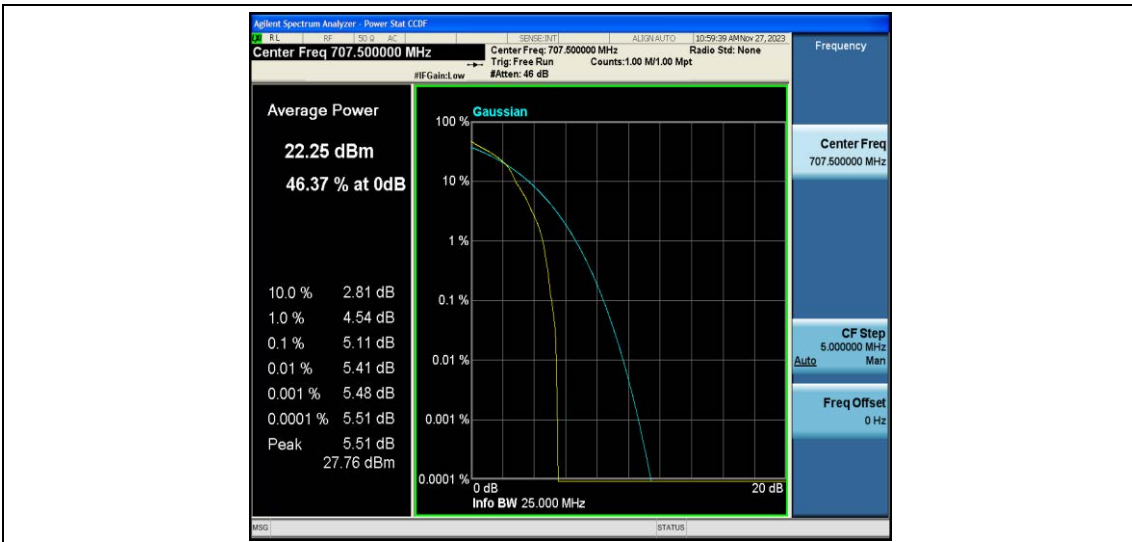 Agilent Spectrum Analyzer - Power Stat CCDF
RL RF 50 Ω AC SENSE:INT ALIGNAUTO 10:59:39 AM Nov 27, 2023
Center Freq 707.500000 MHz
Center Freq: 707.500000 MHz Radio Std: None
Trig: Free Run Counts:1.00 M/1.00 Mpt
#IFGain:Low #Atten: 46 dB
Frequency
Average Power
22.25 dBm
46.37 % at 0dB
10.0 % 2.81 dB
1.0 % 4.54 dB
0.1 % 5.11 dB
0.01 % 5.41 dB
0.001 % 5.48 dB
0.0001 % 5.51 dB
Peak 5.51 dB
27.76 dBm
Gaussian
100 %
10 %
1 %
0.1 %
0.01 %
0.001 %
0.0001 %
0 dB 20 dB
Info BW 25.000 MHz
Center Freq
707.500000 MHz
CF Step
5.000000 MHz
Auto Man
Freq Offset
0 Hz
MSG STATUS